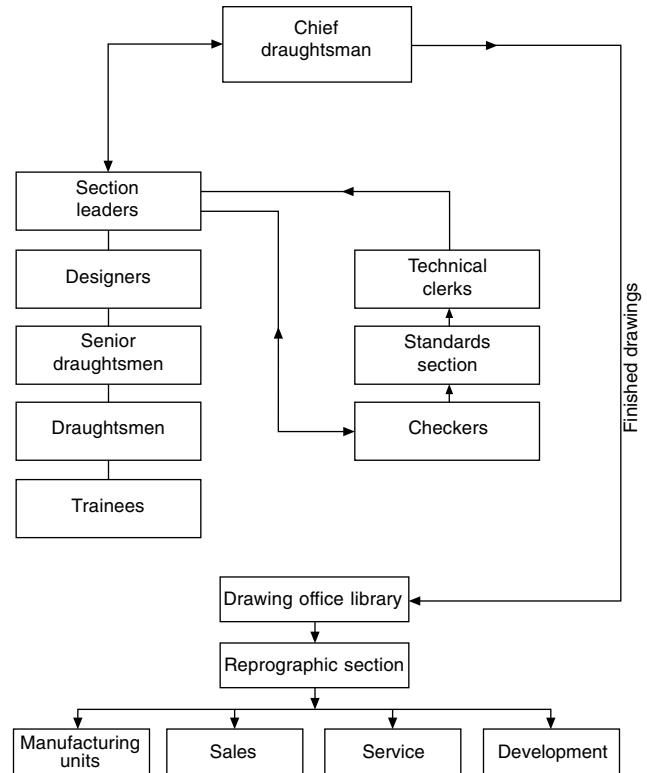 Chief
draughtsman
Section
leaders
Designers
Technical
clerks
Senior
draughtsmen
Standards
section
Draughtsmen
Checkers
Trainees
Finished drawings
Drawing office library
Reprographic section
Manufacturing
units
Sales
Service
Development